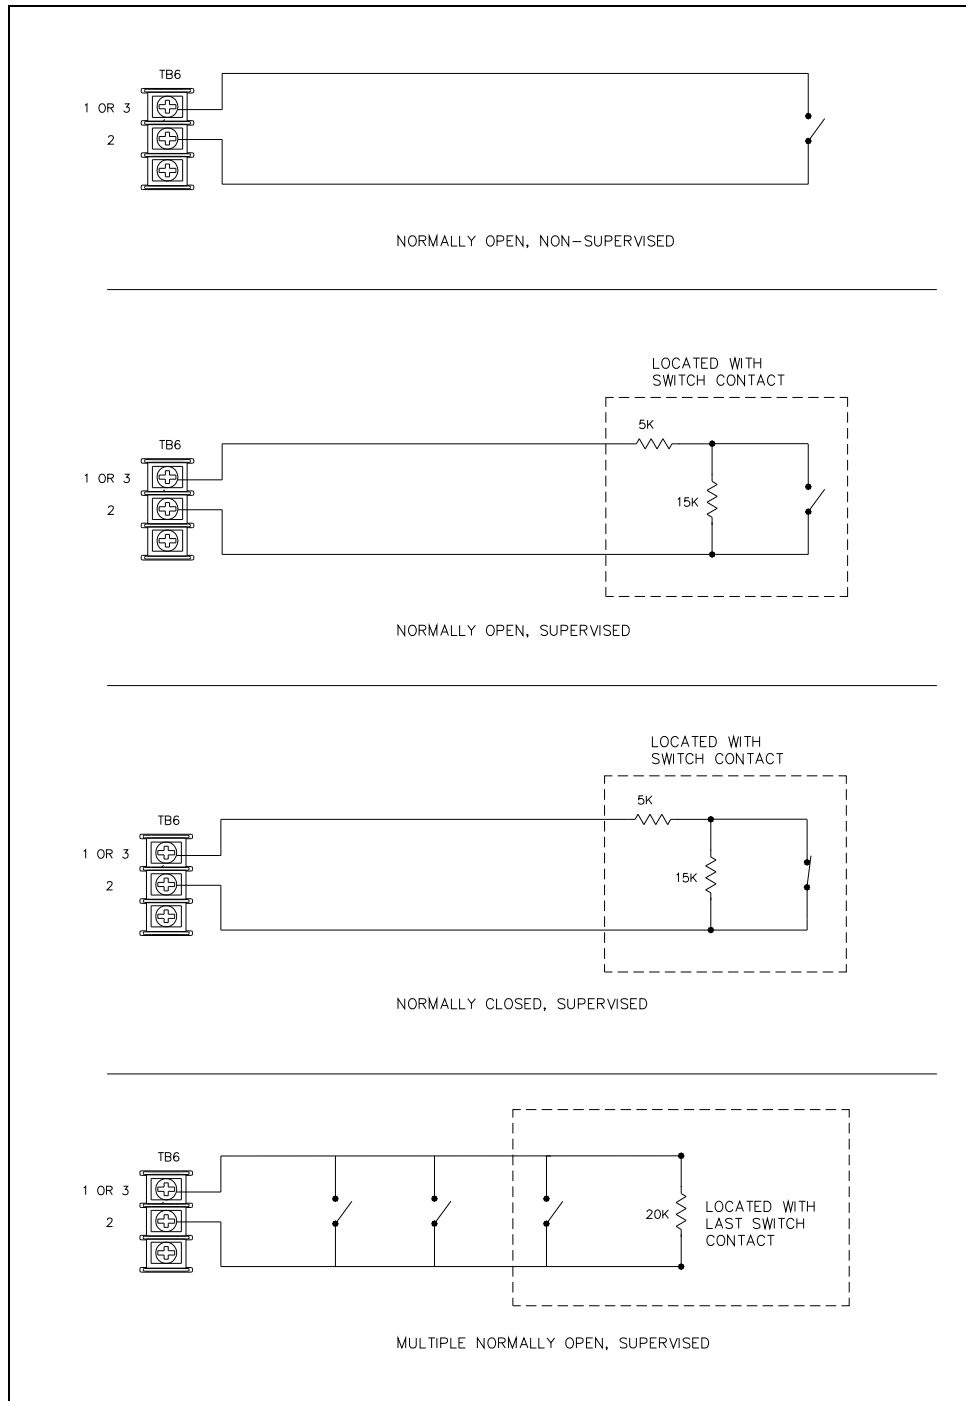 TB6
1 OR 3
2
NORMALLY OPEN, NON-SUPERVISED
LOCATED WITH
SWITCH CONTACT
5K
TB6
1 OR 3
15K
2
NORMALLY OPEN, SUPERVISED
LOCATED WITH
SWITCH CONTACT
5K
TB6
1 OR 3
15K
2
NORMALLY CLOSED, SUPERVISED
TB6
1 OR 3
2
20K
LOCATED WITH
LAST SWITCH
CONTACT
MULTIPLE NORMALLY OPEN, SUPERVISED